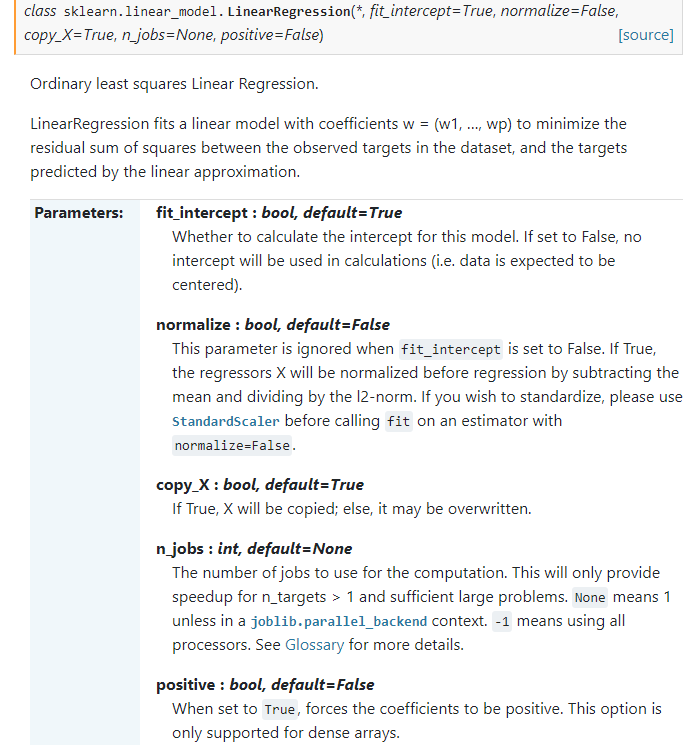 class sklearn.linear_model.LinearRegression(*, fit_intercept=True, normalize=False,
copy_X=True, n_jobs=None, positive=False) [source]
Ordinary least squares Linear Regression.
LinearRegression fits a linear model with coefficients w = (w1, ..., wp) to minimize the
residual sum of squares between the observed targets in the dataset, and the targets
predicted by the linear approximation.
Parameters: fit_intercept : bool, default=True
Whether to calculate the intercept for this model. If set to False, no
intercept will be used in calculations (i.e. data is expected to be
centered).
normalize : bool, default=False
This parameter is ignored when fit_intercept is set to False. If True,
the regressors X will be normalized before regression by subtracting the
mean and dividing by the l2-norm. If you wish to standardize, please use
StandardScaler before calling fit on an estimator with
normalize=False.
copy_X : bool, default=True
If True, X will be copied; else, it may be overwritten.
n_jobs : int, default=None
The number of jobs to use for the computation. This will only provide
speedup for n_targets > 1 and sufficient large problems. None means 1
unless in a joblib.parallel_backend context. -1 means using all
processors. See Glossary for more details.
positive : bool, default=False
When set to True, forces the coefficients to be positive. This option is
only supported for dense arrays.